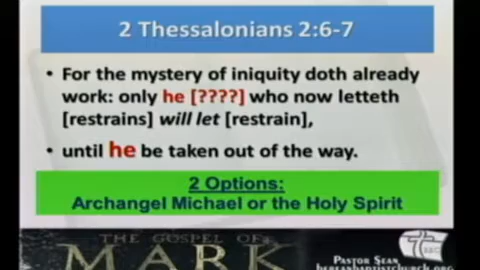 2 Thessalonians 2:6-7
• For the mystery of iniquity doth already
work: only he [????] who now letteth
[restrains] will let [restrain],
• until he be taken out of the way.
2 Options:
Archangel Michael or the Holy Spirit
THE GOSPEL OF
MARK
PASTOR SEAN
bereanbaptistchurch.org